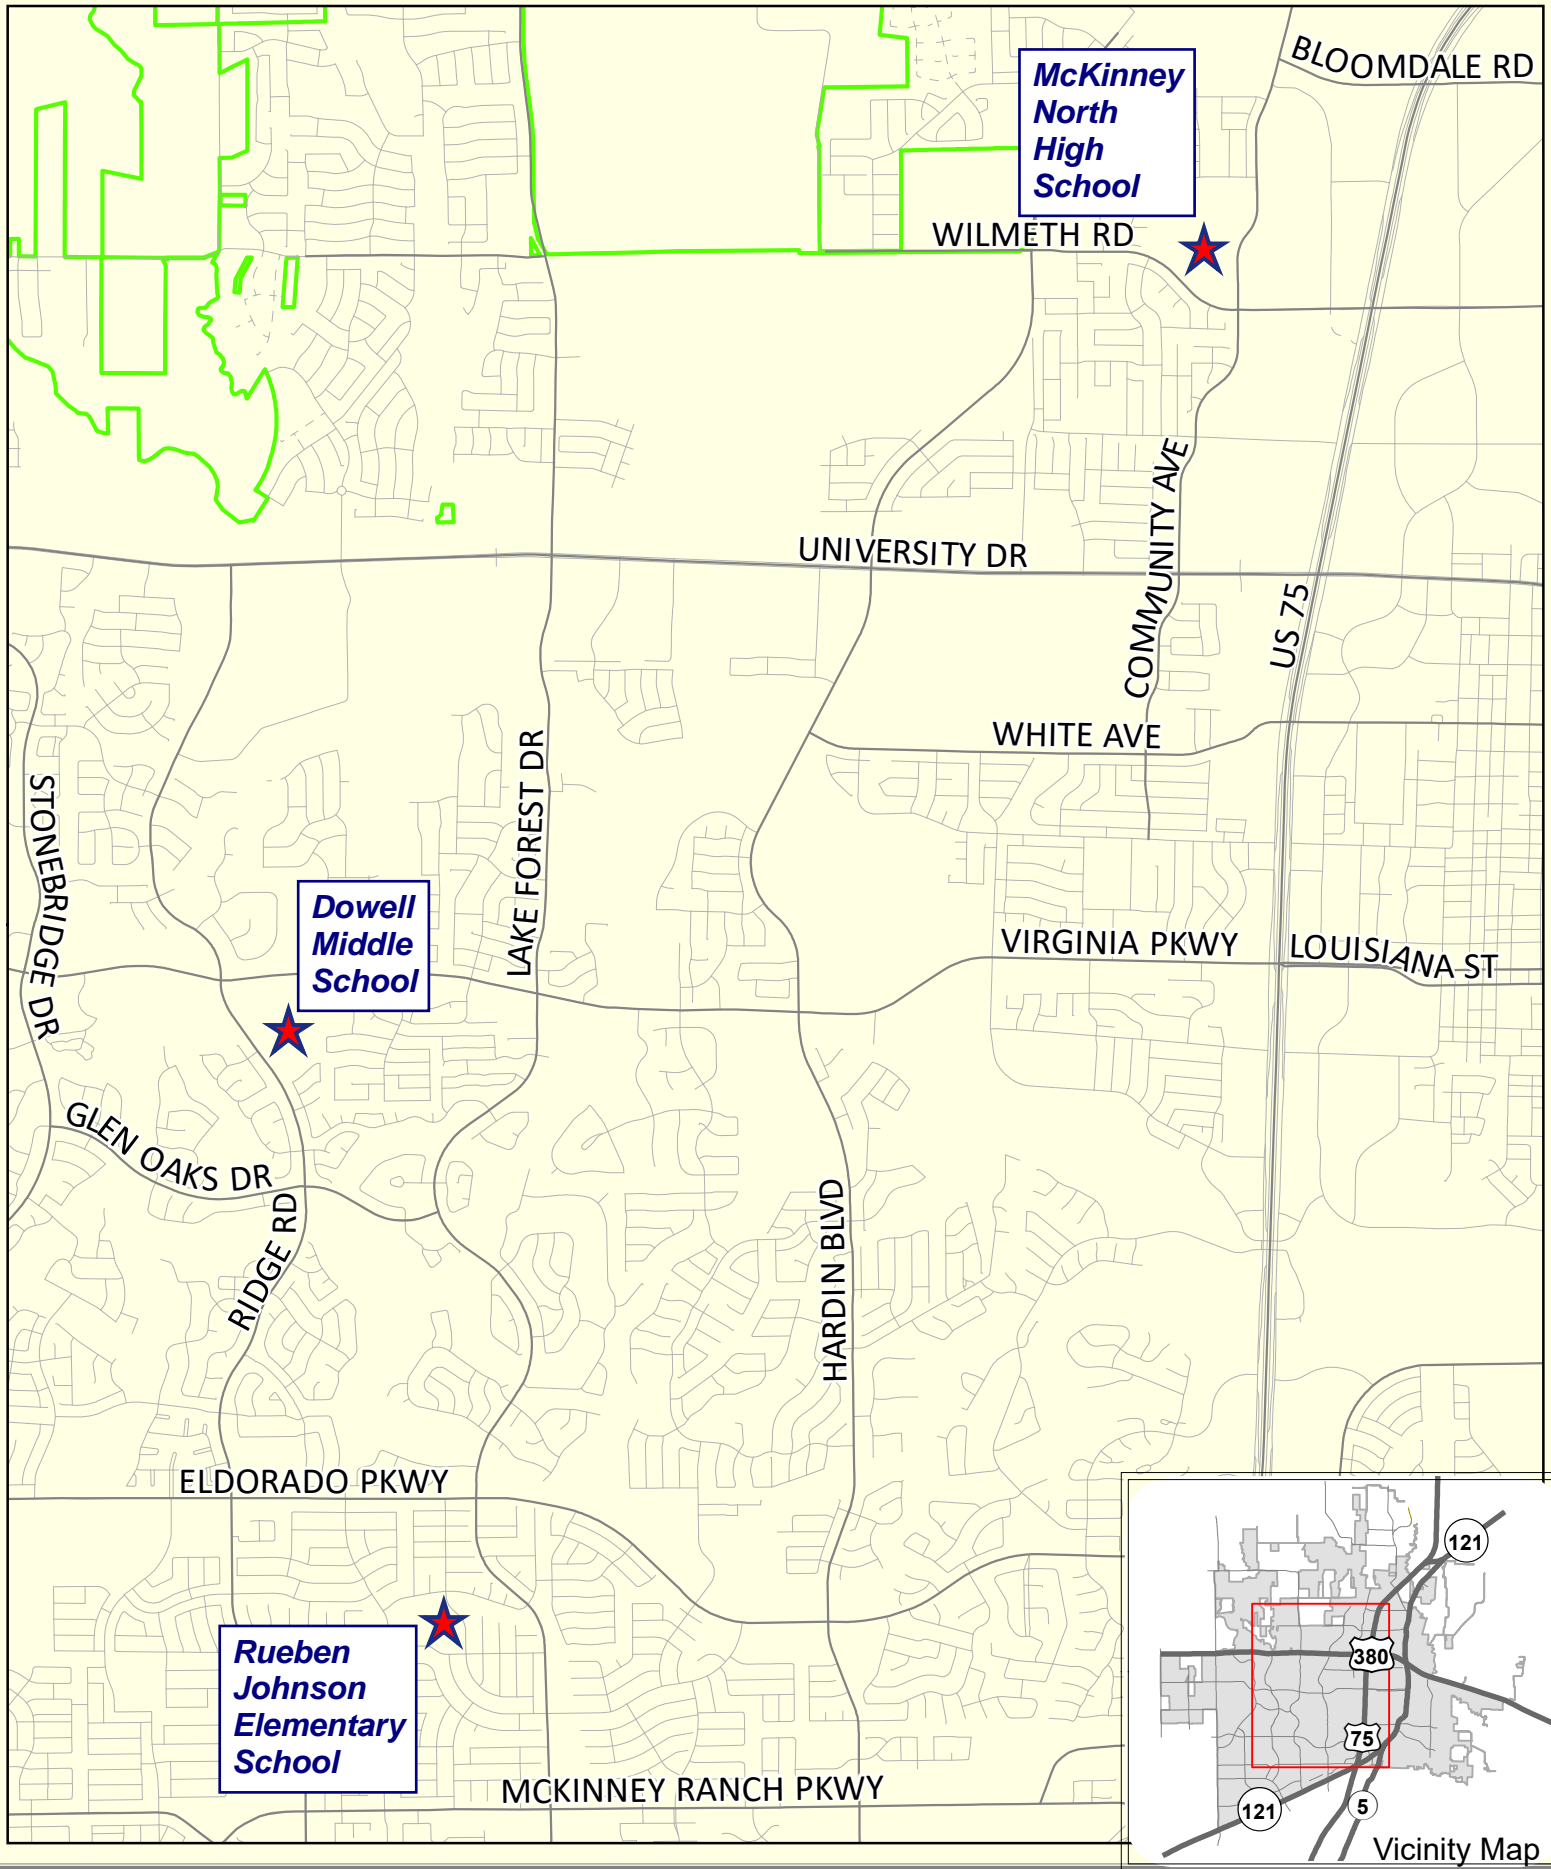 BLOOMDALE RD
McKinney
North
High
School
WILMETH RD
COMMUNITY AVE
UNIVERSITY DR
US 75
WHITE AVE
LAKE FOREST DR
STONEBRIDGE DR
Dowell
Middle
School
VIRGINIA PKWY
LOUISIANA ST
GLEN OAKS DR
RIDGE RD
HARDIN BLVD
ELDORADO PKWY
Rueben
Johnson
Elementary
School
MCKINNEY RANCH PKWY
121
380
75
121
5
Vicinity Map